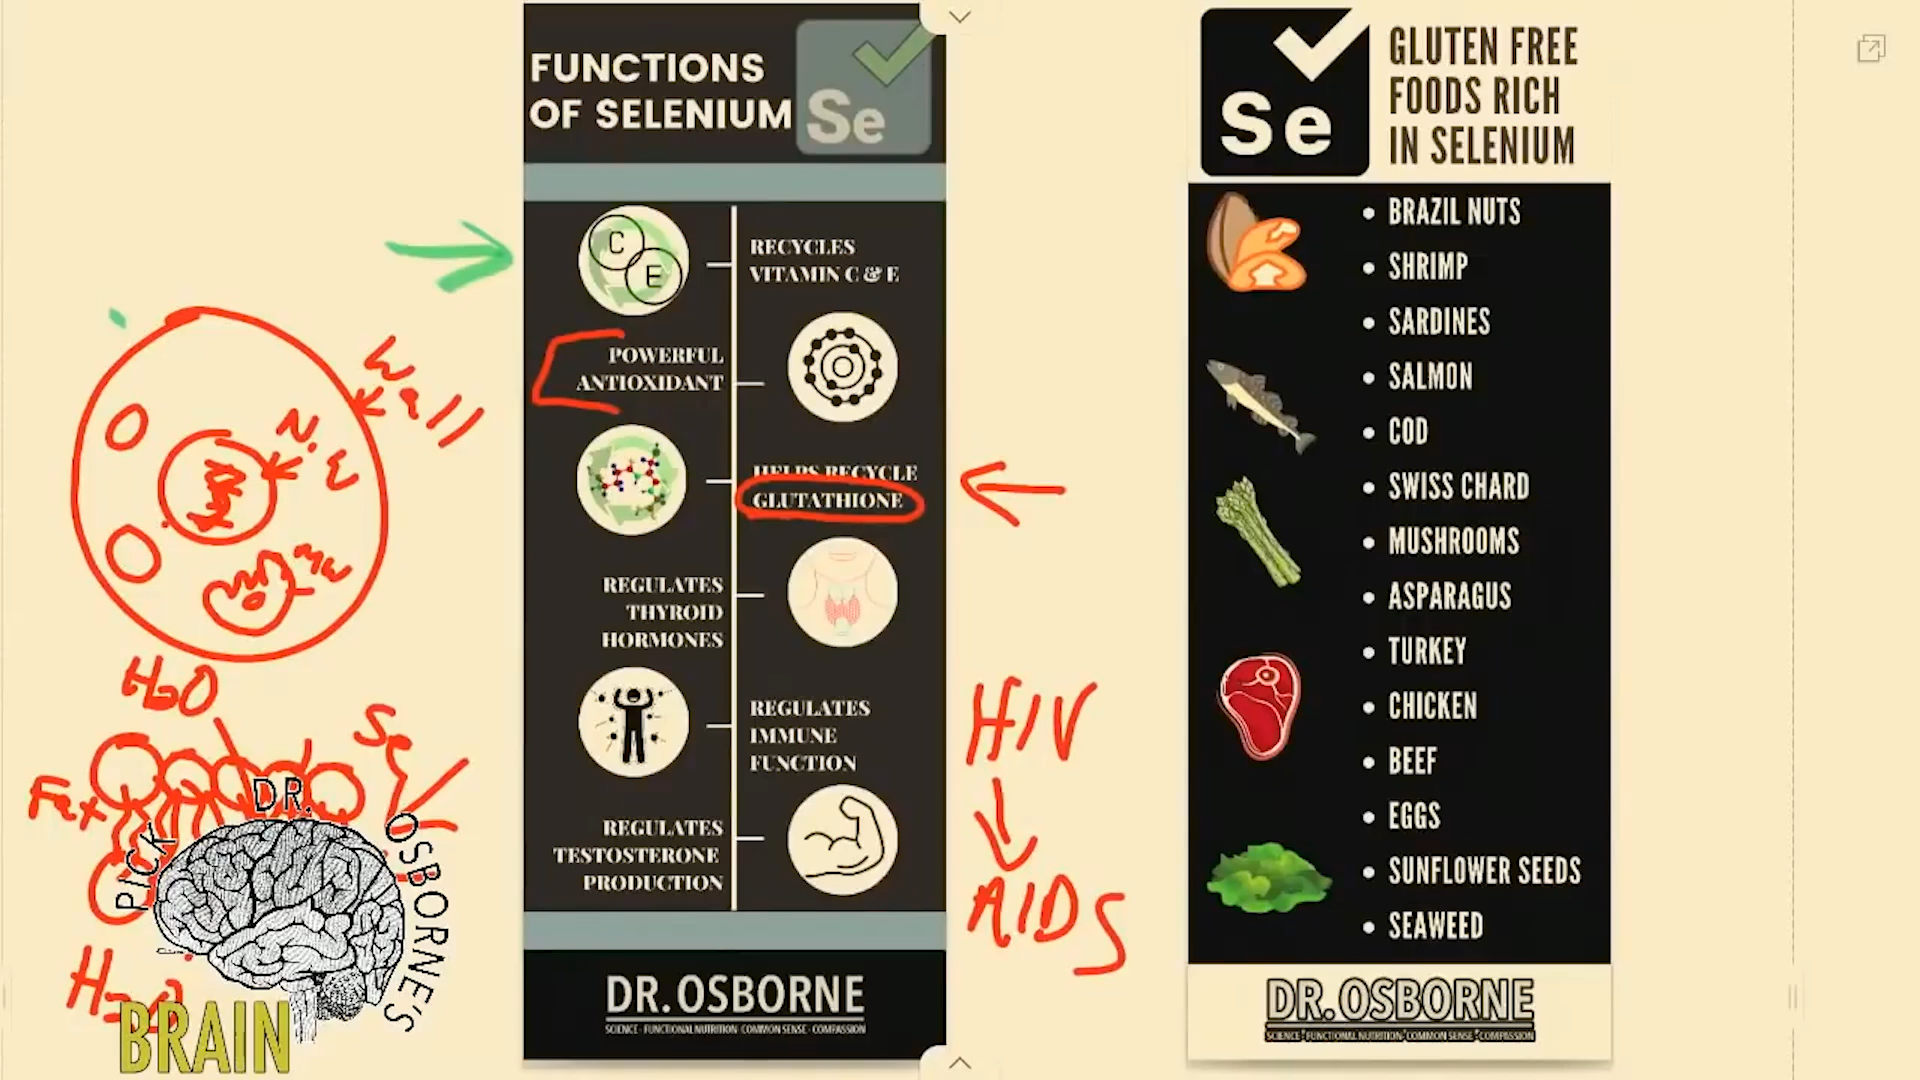 FUNCTIONS
OF SELENIUM
Se
C
E
RECYCLES
VITAMIN C & E
POWERFUL
ANTIOXIDANT
HELPS RECYCLE
GLUTATHIONE
REGULATES
THYROID
HORMONES
REGULATES
IMMUNE
FUNCTION
REGULATES
TESTOSTERONE
PRODUCTION
DR. OSBORNE
SCIENCE · FUNCTIONAL NUTRITION · COMMON SENSE · COMPASSION
Se
GLUTEN FREE
FOODS RICH
IN SELENIUM
• BRAZIL NUTS
• SHRIMP
• SARDINES
• SALMON
• COD
• SWISS CHARD
• MUSHROOMS
• ASPARAGUS
• TURKEY
• CHICKEN
• BEEF
• EGGS
• SUNFLOWER SEEDS
• SEAWEED
DR. OSBORNE
SCIENCE · FUNCTIONAL NUTRITION · COMMON SENSE · COMPASSION
Wall
N.E
H2O
Se
Fat
H2O
HIV
AIDS
PICK DR. OSBORNE'S
BRAIN